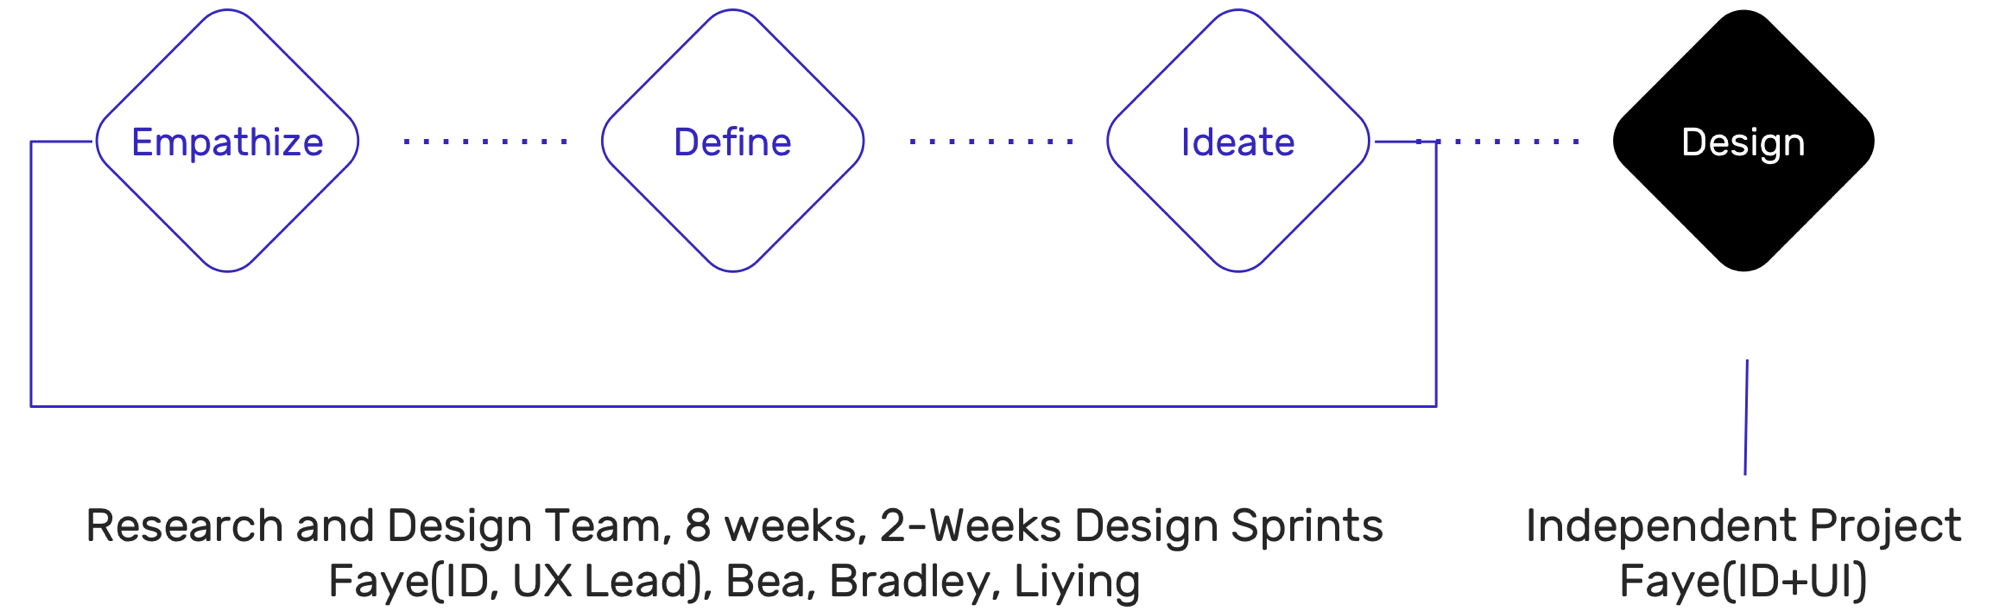 Empathize
Define
Ideate
Design
Research and Design Team, 8 weeks, 2-Weeks Design Sprints
Faye(ID, UX Lead), Bea, Bradley, Liying
Independent Project
Faye(ID+UI)